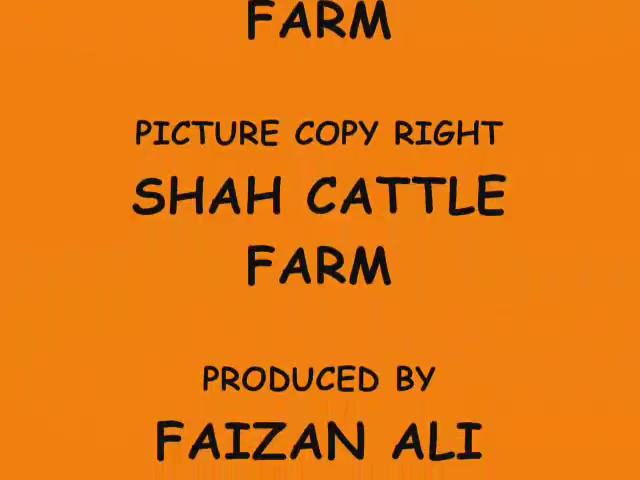 FARM
PICTURE COPY RIGHT
SHAH CATTLE
FARM
PRODUCED BY
FAIZAN ALI